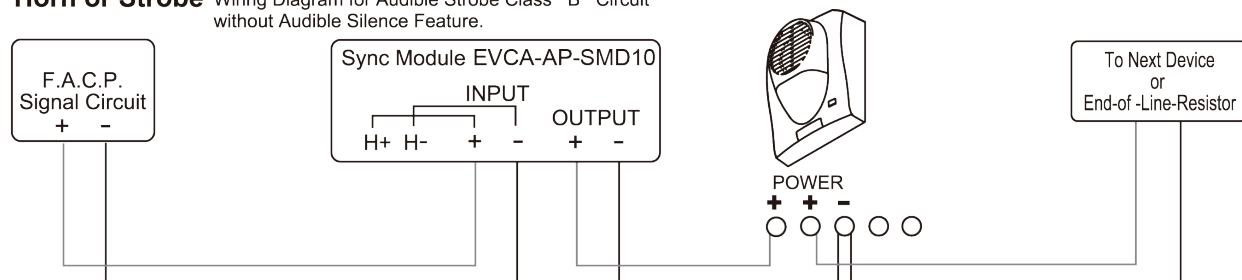 Horn or Strobe Wiring Diagram for Audible Strobe Class "B" Circuit
without Audible Silence Feature.
F.A.C.P.
Signal Circuit
+ -
Sync Module EVCA-AP-SMD10
INPUT
OUTPUT
H+ H- + - + -
POWER
+ + -
To Next Device
or
End-of -Line-Resistor